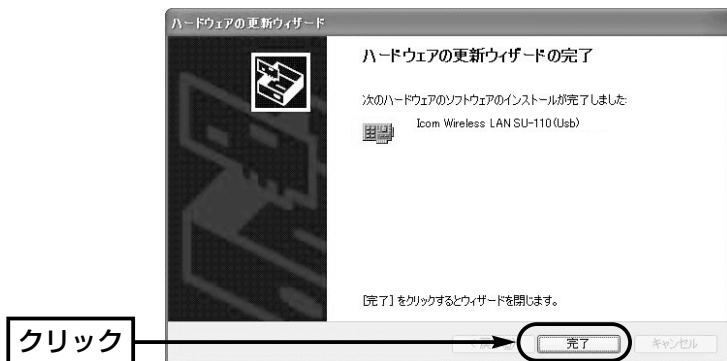 ハードウェアの更新ウィザード
ハードウェアの更新ウィザードの完了
次のハードウェアのソフトウェアのインストールが完了しました:
Icom Wireless LAN SU-110(Usb)
[完了] をクリックするとウィザードを閉じます。
クリック
完了
キャンセル